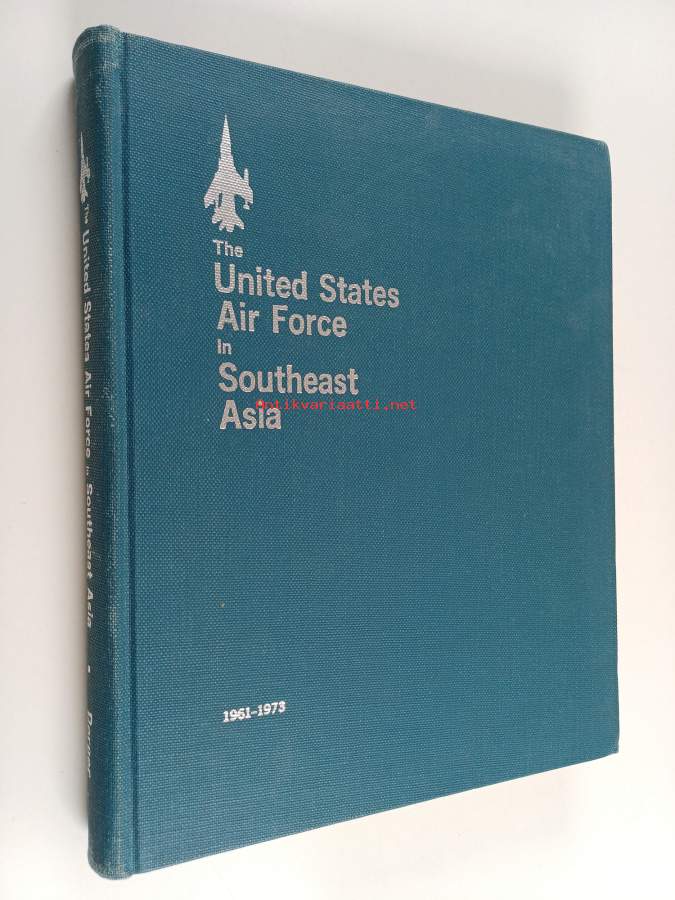 The
United States
Air Force
In
Southeast
Asia
Antikvariaatti.net
1961–1973
The United States Air Force In Southeast Asia • Berger